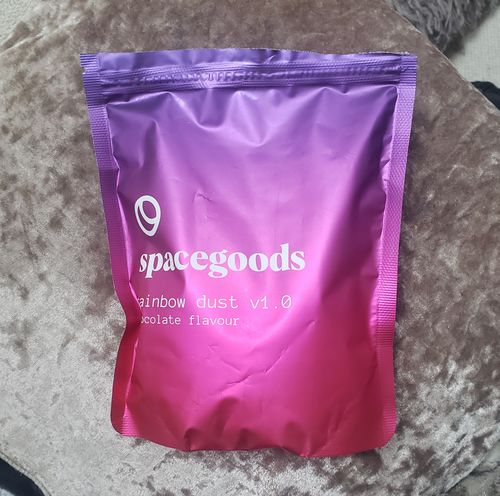 spacegoods
ainbow dust v1.0
ocolate flavour